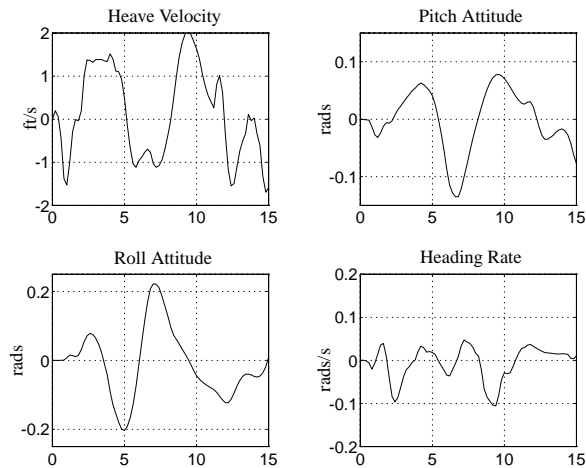 Heave Velocity
2
1
0
-1
-2
ft/s
0 5 10 15
Pitch Attitude
0.1
0
-0.1
rads
0 5 10 15
Roll Attitude
0.2
0
-0.2
rads
0 5 10 15
Heading Rate
0.2
0.1
0
-0.1
-0.2
rads/s
0 5 10 15